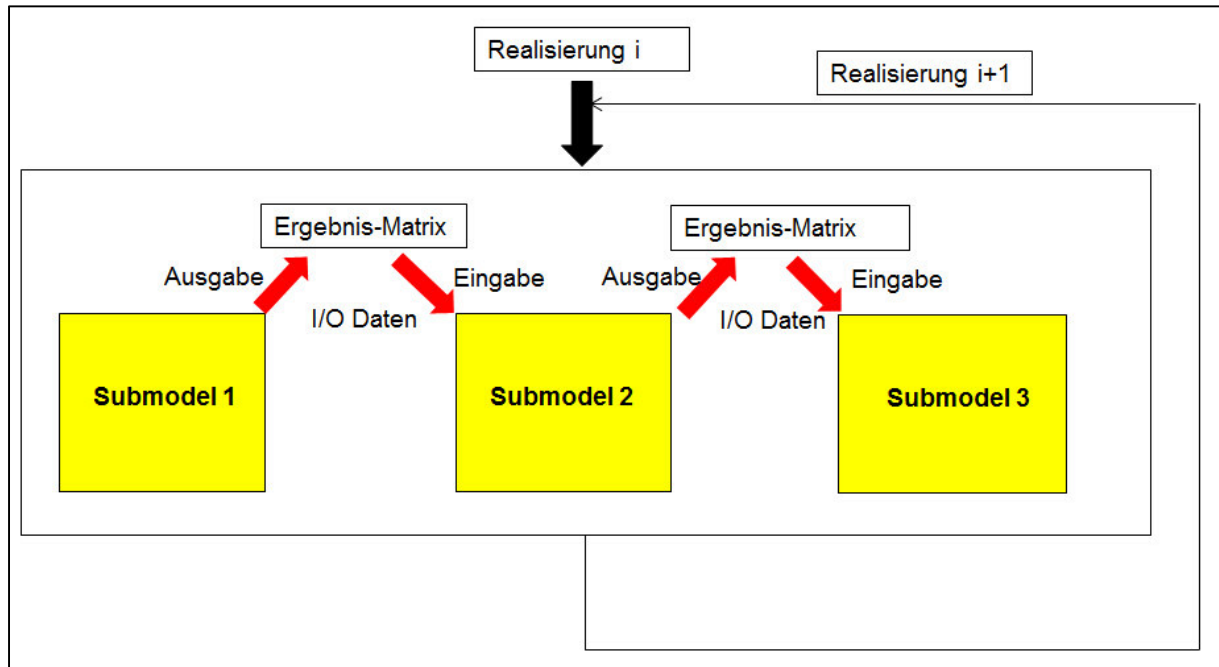 Realisierung i
Realisierung i+1
Ergebnis-Matrix
Ergebnis-Matrix
Ausgabe
Eingabe
Ausgabe
Eingabe
I/O Daten
I/O Daten
Submodel 1
Submodel 2
Submodel 3